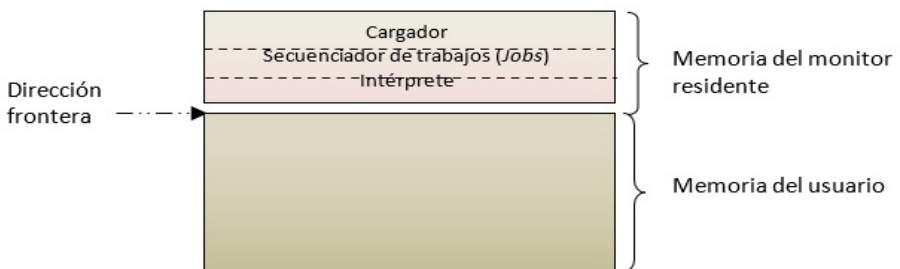 Cargador
Secuenciador de trabajos (Jobs)
Intérprete
Memoria del monitor
residente
Dirección
frontera
Memoria del usuario